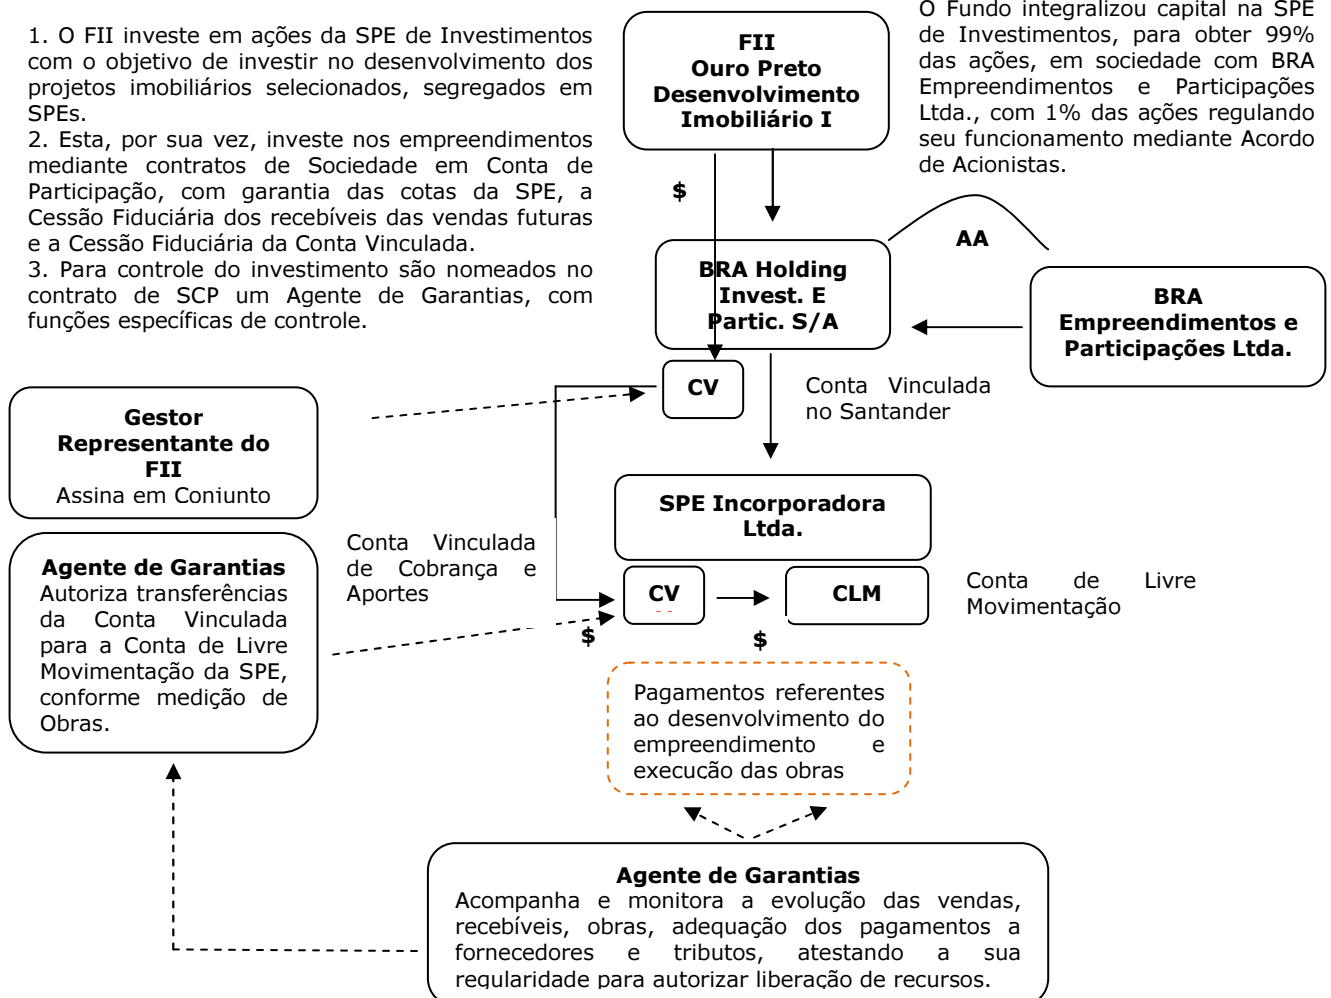 1. O FII investe em ações da SPE de Investimentos
com o objetivo de investir no desenvolvimento dos
projetos imobiliários selecionados, segregados em
SPEs.
2. Esta, por sua vez, investe nos empreendimentos
mediante contratos de Sociedade em Conta de
Participação, com garantia das cotas da SPE, a
Cessão Fiduciária dos recebíveis das vendas futuras
e a Cessão Fiduciária da Conta Vinculada.
3. Para controle do investimento são nomeados no
contrato de SCP um Agente de Garantias, com
funções específicas de controle.
FII
Ouro Preto
Desenvolvimento
Imobiliário I
O Fundo integralizou capital na SPE
de Investimentos, para obter 99%
das ações, em sociedade com BRA
Empreendimentos e Participações
Ltda., com 1% das ações regulando
seu funcionamento mediante Acordo
de Acionistas.
$
AA
BRA Holding
Invest. E
Partic. S/A
BRA
Empreendimentos e
Participações Ltda.
CV
Conta Vinculada
no Santander
Gestor
Representante do
FII
Assina em Conjunto
SPE Incorporadora
Ltda.
Agente de Garantias
Autoriza transferências
da Conta Vinculada
para a Conta de Livre
Movimentação da SPE,
conforme medição de
Obras.
Conta Vinculada
de Cobrança e
Aportes
CV
CLM
Conta de Livre
Movimentação
$
$
Pagamentos referentes
ao desenvolvimento do
empreendimento e
execução das obras
Agente de Garantias
Acompanha e monitora a evolução das vendas,
recebíveis, obras, adequação dos pagamentos a
fornecedores e tributos, atestando a sua
regularidade para autorizar liberação de recursos.